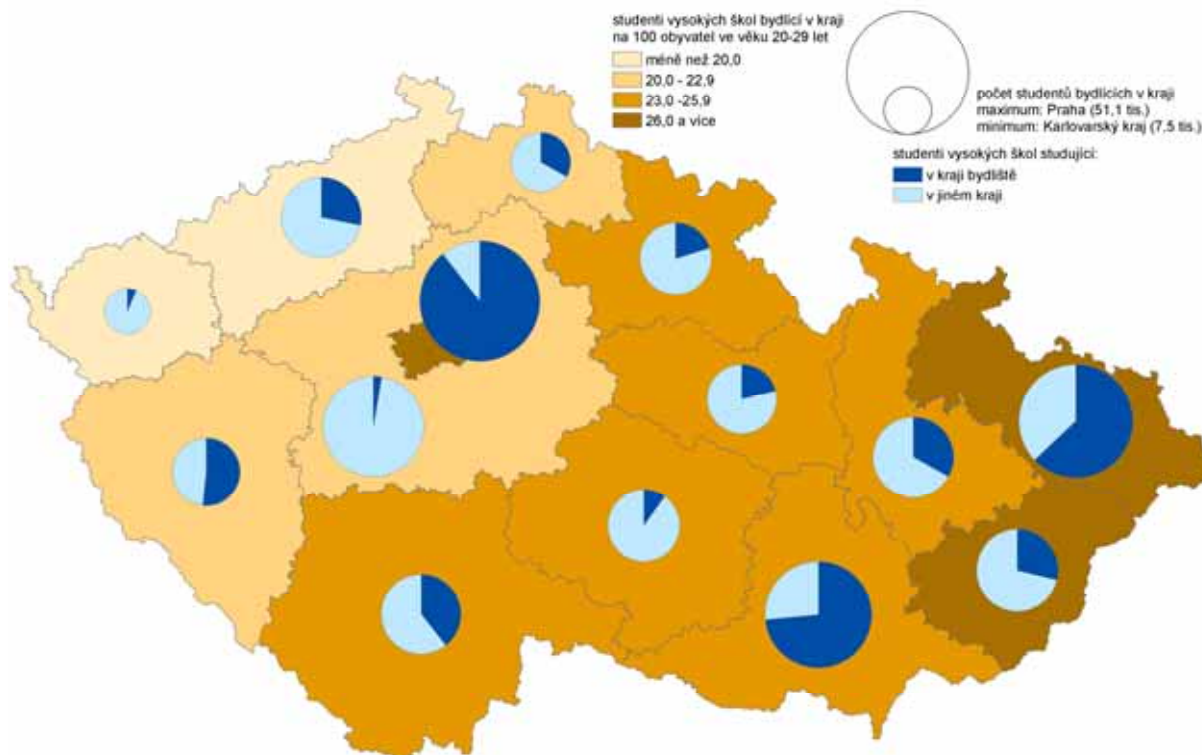 studenti vysokých škol bydlící v kraji
na 100 obyvatel ve věku 20-29 let
méně než 20,0
20,0 - 22,9
23,0 -25,9
26,0 a více
počet studentů bydlících v kraji
maximum: Praha (51,1 tis.)
minimum: Karlovarský kraj (7,5 tis.)
studenti vysokých škol studující:
v kraji bydliště
v jiném kraji